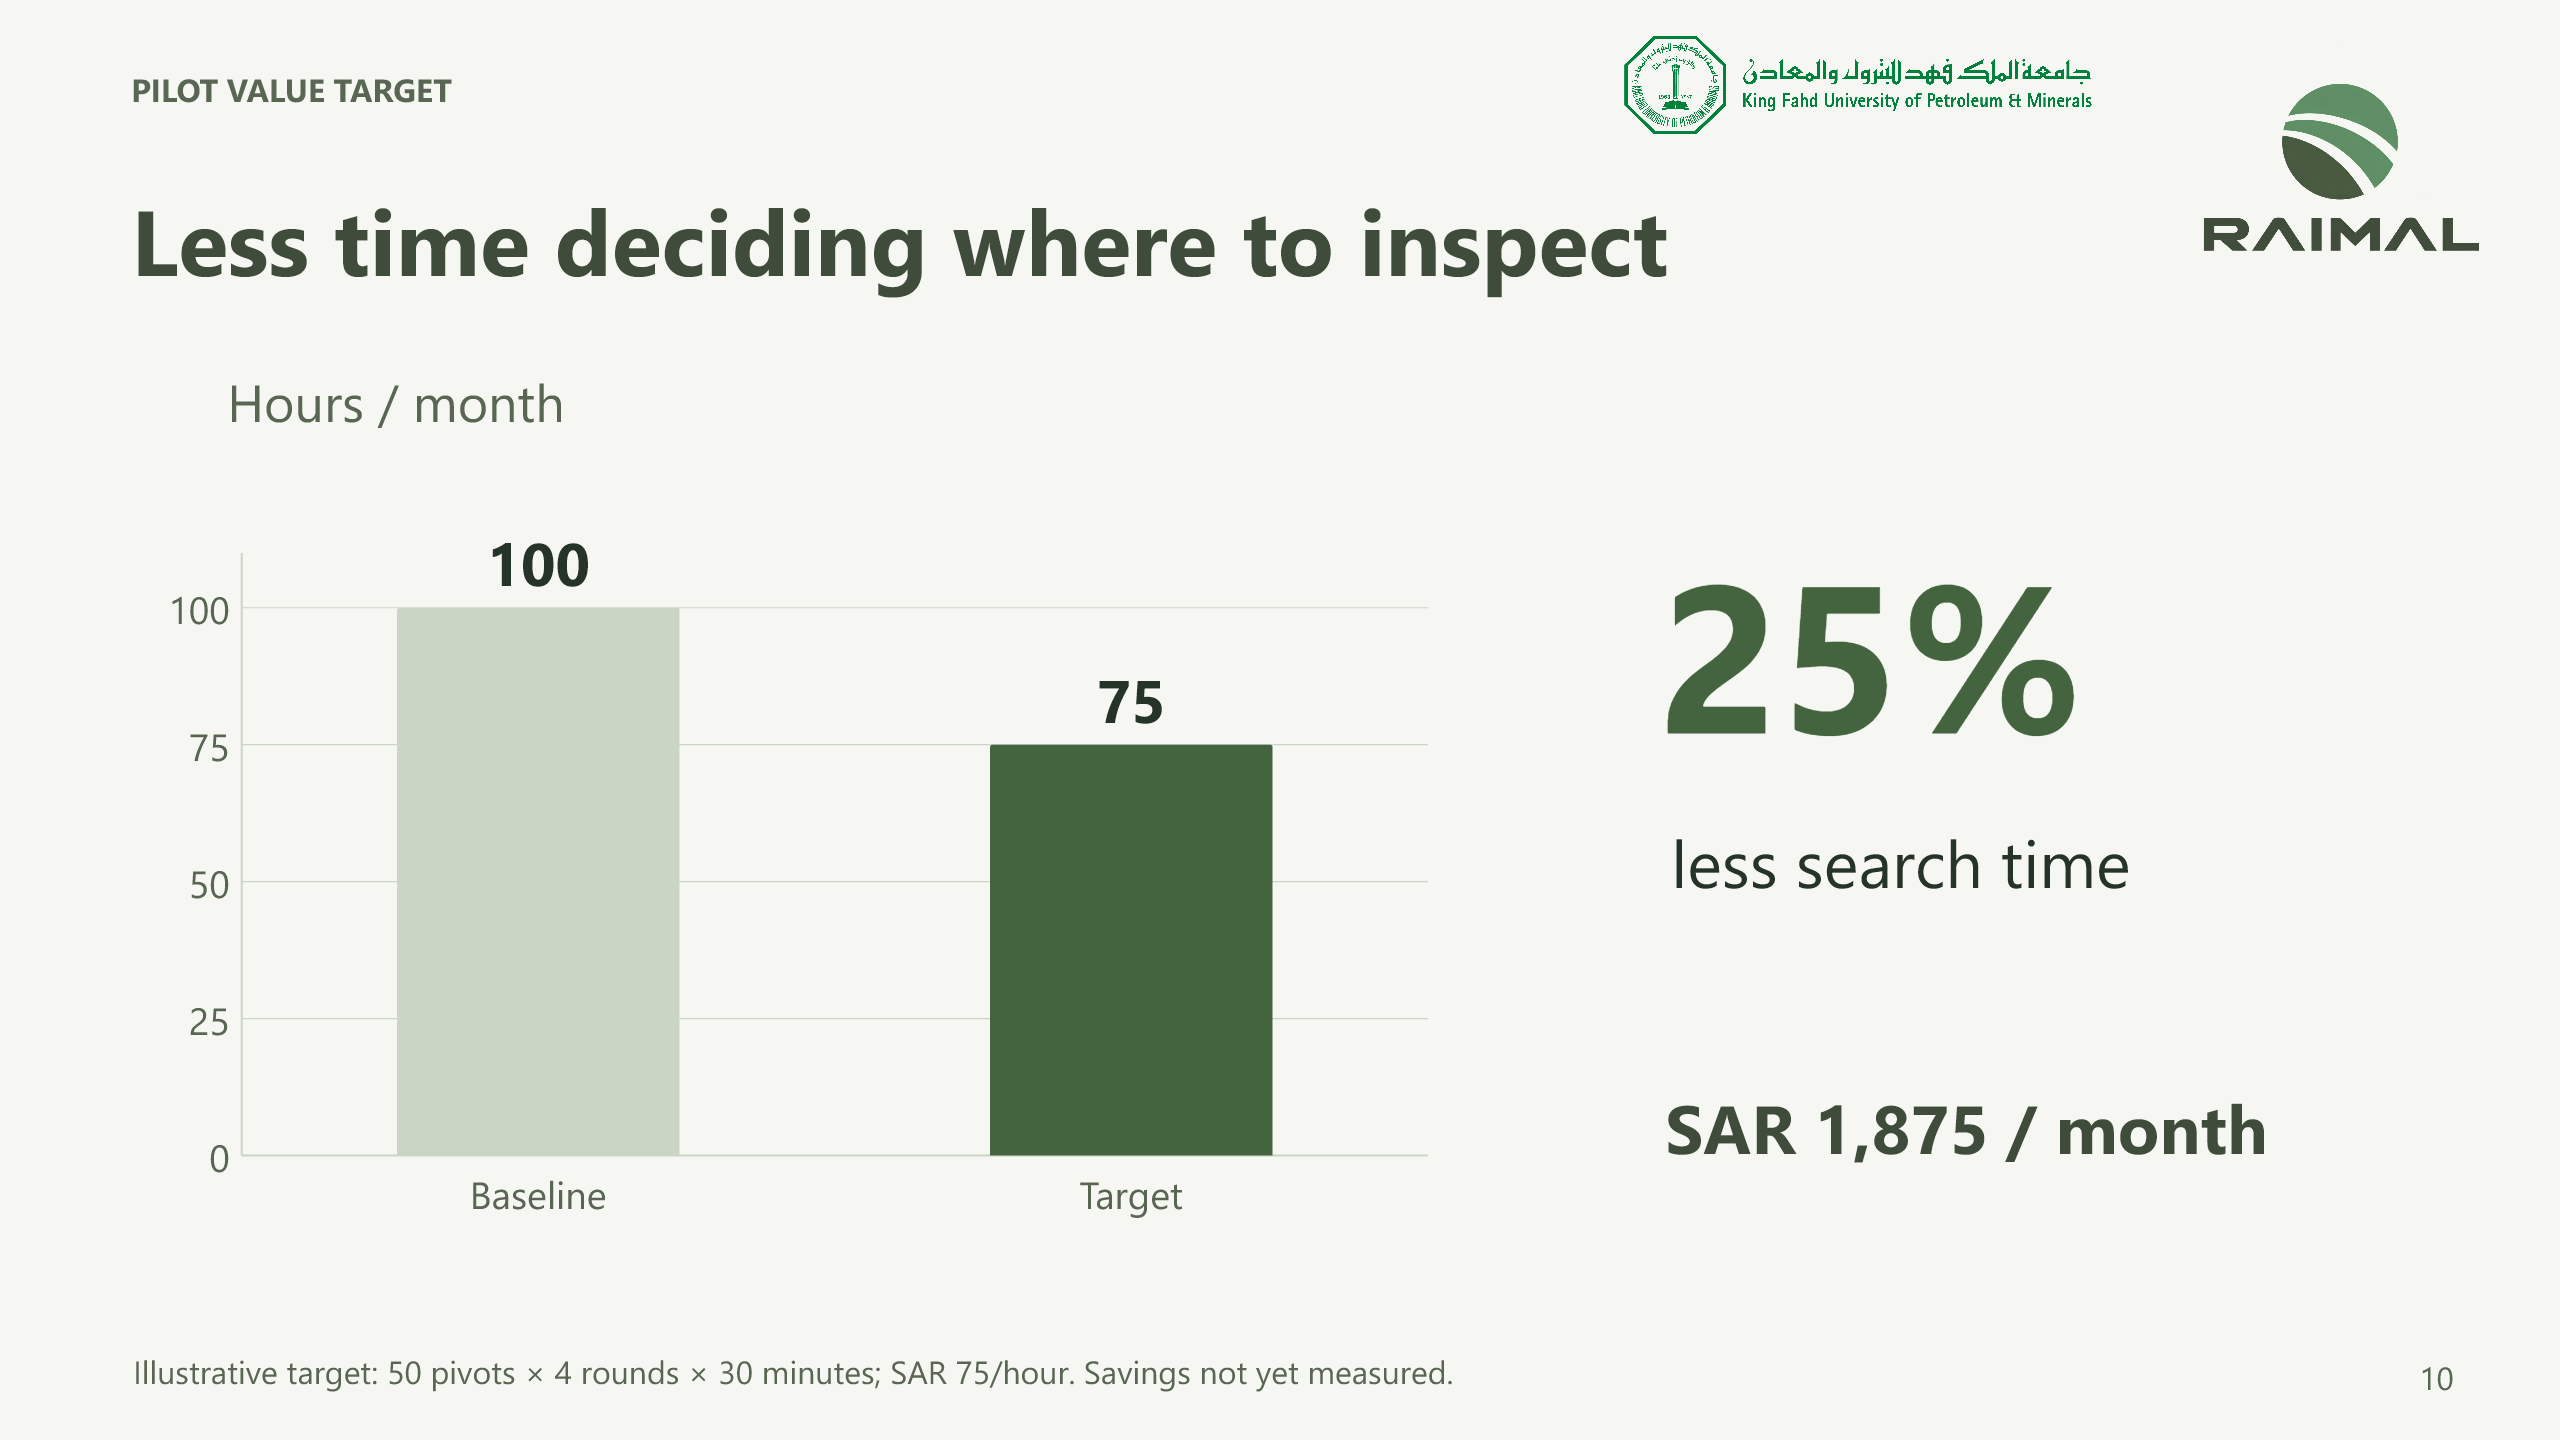 PILOT VALUE TARGET
جامعة الملك فهد للبترول والمعادن
King Fahd University of Petroleum & Minerals
RAIMAL
Less time deciding where to inspect
Hours / month
100
75
100
75
50
25
0
Baseline
Target
25%
less search time
SAR 1,875 / month
Illustrative target: 50 pivots × 4 rounds × 30 minutes; SAR 75/hour. Savings not yet measured.
10